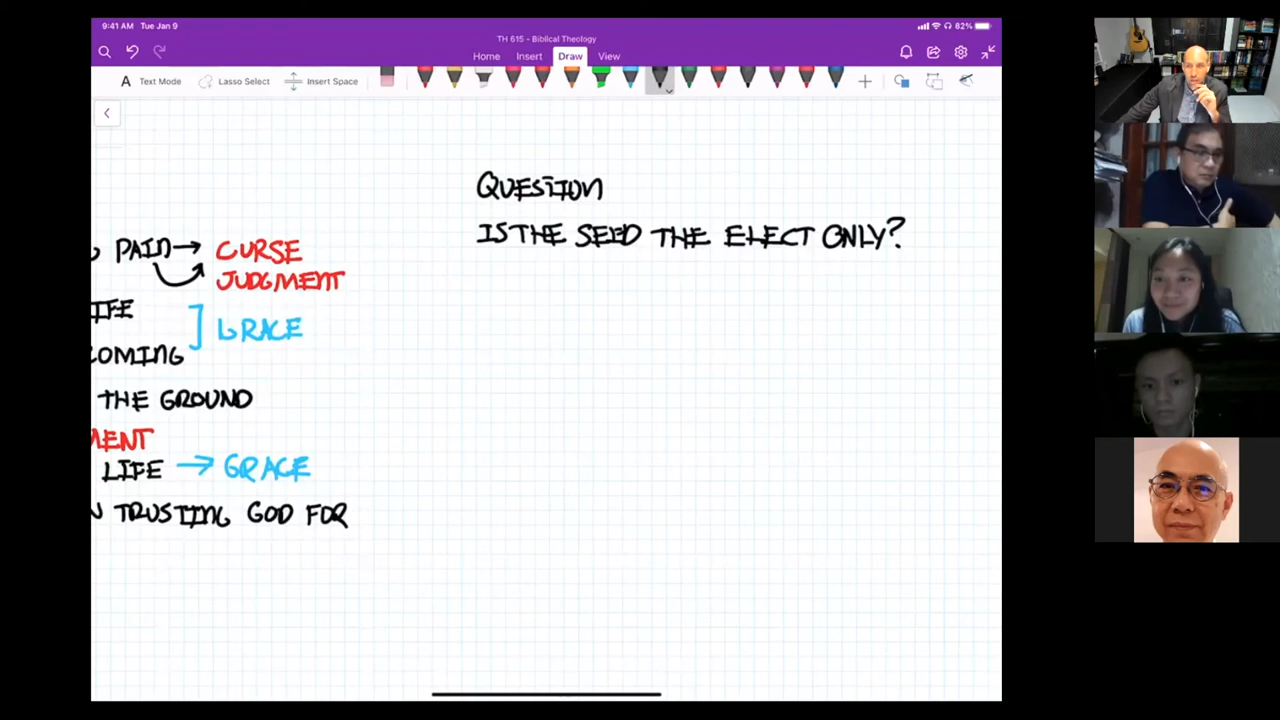 9:41 AM Tue Jan 9
82%
TH 615 - Biblical Theology
Home Insert Draw View
Text Mode Lasso Select Insert Space
QUESTION
IS THE SEED THE ELECT ONLY?
PAIN → CURSE
JUDGMENT
IFE
GRACE
COMING
THE GROUND
MENT
LIFE → GRACE
N TRUSTING GOD FOR